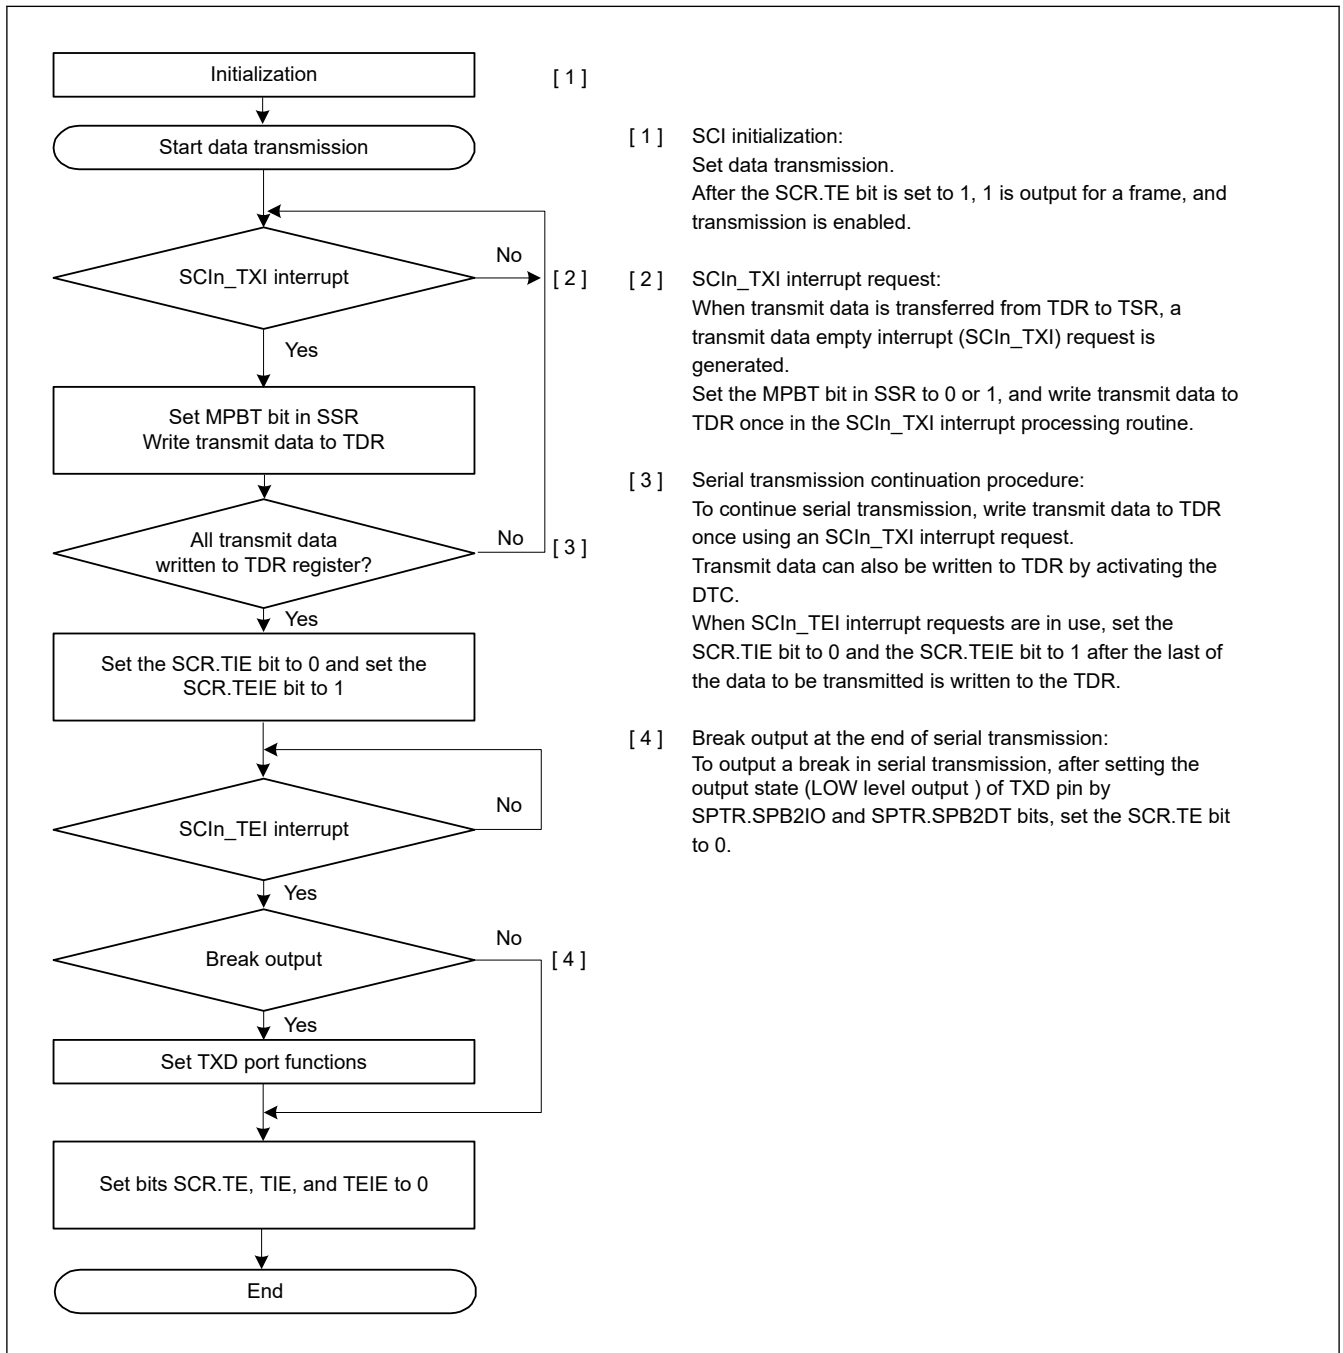 Initialization
[ 1 ]
Start data transmission
SCIn_TXI interrupt
No
[ 2 ]
Yes
Set MPBT bit in SSR
Write transmit data to TDR
All transmit data
written to TDR register?
No
[ 3 ]
Yes
Set the SCR.TIE bit to 0 and set the
SCR.TEIE bit to 1
SCIn_TEI interrupt
No
Yes
Break output
No
[ 4 ]
Yes
Set TXD port functions
Set bits SCR.TE, TIE, and TEIE to 0
End
[ 1 ] SCI initialization:
Set data transmission.
After the SCR.TE bit is set to 1, 1 is output for a frame, and
transmission is enabled.
[ 2 ] SCIn_TXI interrupt request:
When transmit data is transferred from TDR to TSR, a
transmit data empty interrupt (SCIn_TXI) request is
generated.
Set the MPBT bit in SSR to 0 or 1, and write transmit data to
TDR once in the SCIn_TXI interrupt processing routine.
[ 3 ] Serial transmission continuation procedure:
To continue serial transmission, write transmit data to TDR
once using an SCIn_TXI interrupt request.
Transmit data can also be written to TDR by activating the
DTC.
When SCIn_TEI interrupt requests are in use, set the
SCR.TIE bit to 0 and the SCR.TEIE bit to 1 after the last of
the data to be transmitted is written to the TDR.
[ 4 ] Break output at the end of serial transmission:
To output a break in serial transmission, after setting the
output state (LOW level output ) of TXD pin by
SPTR.SPB2IO and SPTR.SPB2DT bits, set the SCR.TE bit
to 0.